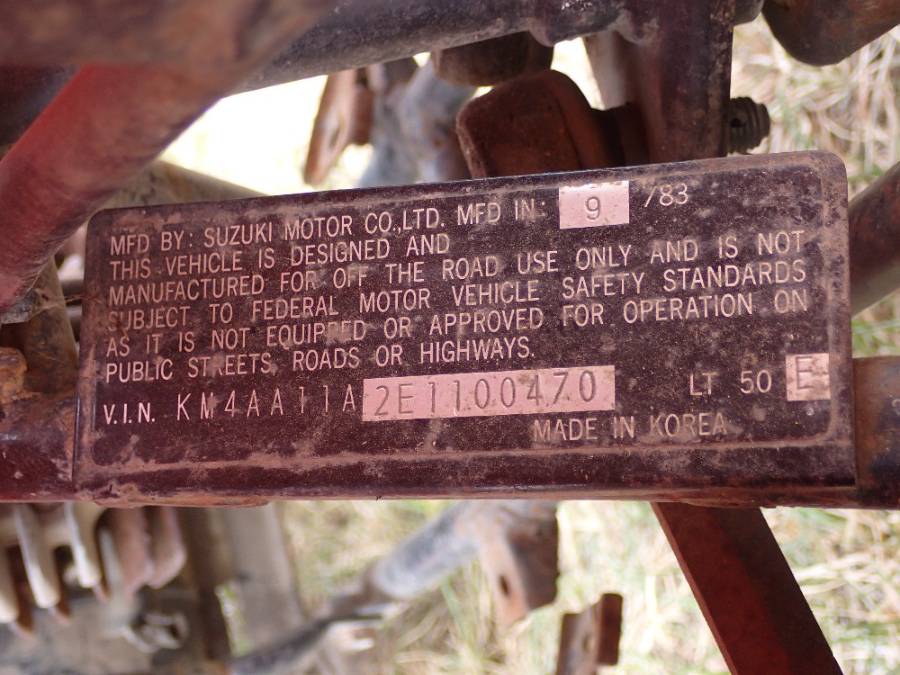 MFD BY: SUZUKI MOTOR CO.,LTD. MFD IN: 9 /83
THIS VEHICLE IS DESIGNED AND
MANUFACTURED FOR OFF THE ROAD USE ONLY AND IS NOT
SUBJECT TO FEDERAL MOTOR VEHICLE SAFETY STANDARDS
AS IT IS NOT EQUIPPED OR APPROVED FOR OPERATION ON
PUBLIC STREETS, ROADS OR HIGHWAYS.
V.I.N. KM4AA11A2E1100470 LT 50 E
MADE IN KOREA